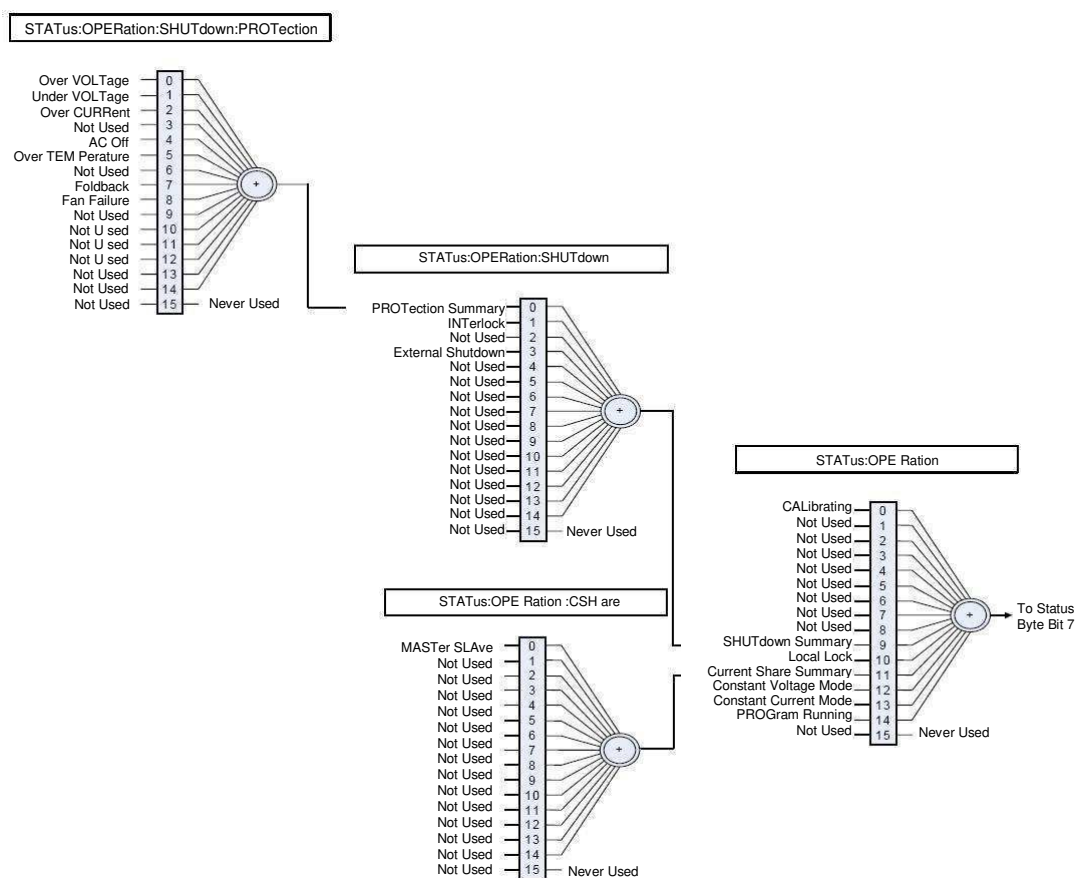 STATus:OPERation:SHUTdown:PROTection
Over VOLTage 0
Under VOLTage 1
Over CURRent 2
Not Used 3
AC Off 4
Over TEM Perature 5
Not Used 6
Foldback 7
Fan Failure 8
Not Used 9
Not U sed 10
Not U sed 11
Not U sed 12
Not Used 13
Not Used 14
Not Used 15 Never Used
+
STATus:OPERation:SHUTdown
PROTection Summary 0
INTerlock 1
Not Used 2
External Shutdown 3
Not Used 4
Not Used 5
Not Used 6
Not Used 7
Not Used 8
Not Used 9
Not Used 10
Not Used 11
Not Used 12
Not Used 13
Not Used 14
Not Used 15 Never Used
+
STATus:OPE Ration :CSH are
MASTer SLAve 0
Not Used 1
Not Used 2
Not Used 3
Not Used 4
Not Used 5
Not Used 6
Not Used 7
Not Used 8
Not Used 9
Not Used 10
Not Used 11
Not Used 12
Not Used 13
Not Used 14
Not Used 15 Never Used
+
STATus:OPE Ration
CALibrating 0
Not Used 1
Not Used 2
Not Used 3
Not Used 4
Not Used 5
Not Used 6
Not Used 7
Not Used 8
SHUTdown Summary 9
Local Lock 10
Current Share Summary 11
Constant Voltage Mode 12
Constant Current Mode 13
PROGram Running 14
Not Used 15 Never Used
+
To Status
Byte Bit 7